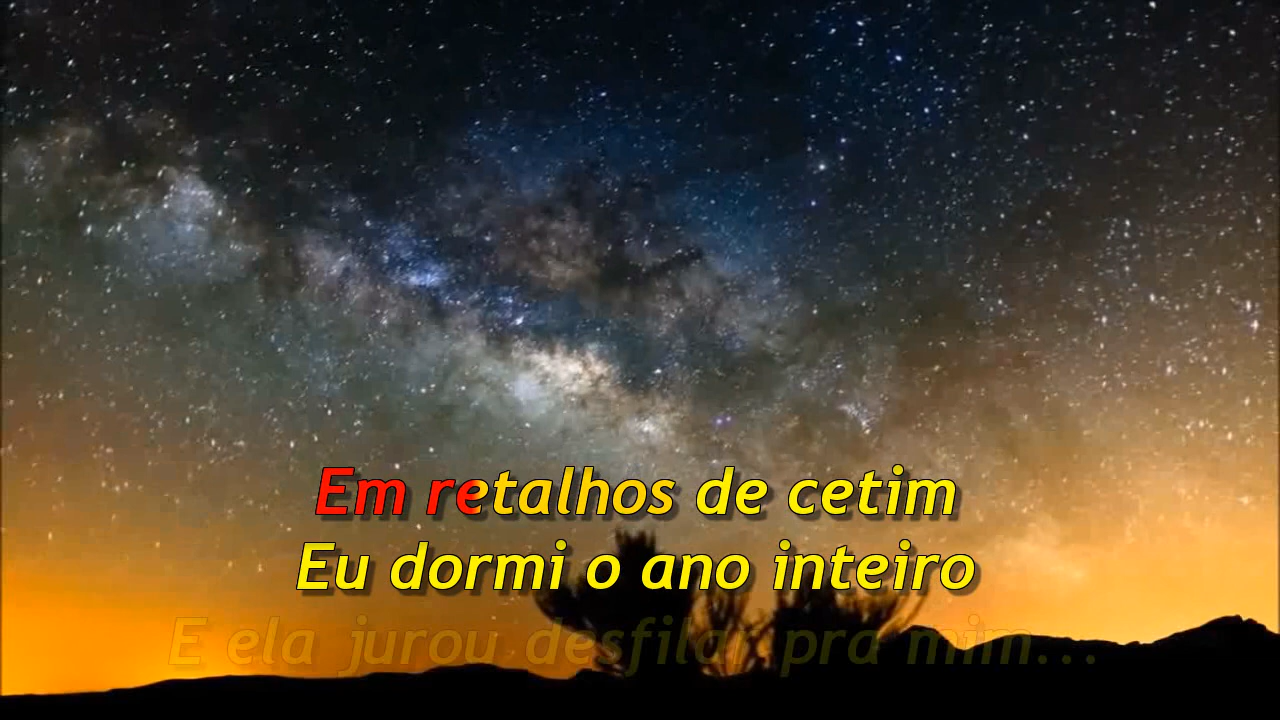 Em retalhos de cetim
Eu dormi o ano inteiro
E ela jurou desfilar pra mim...